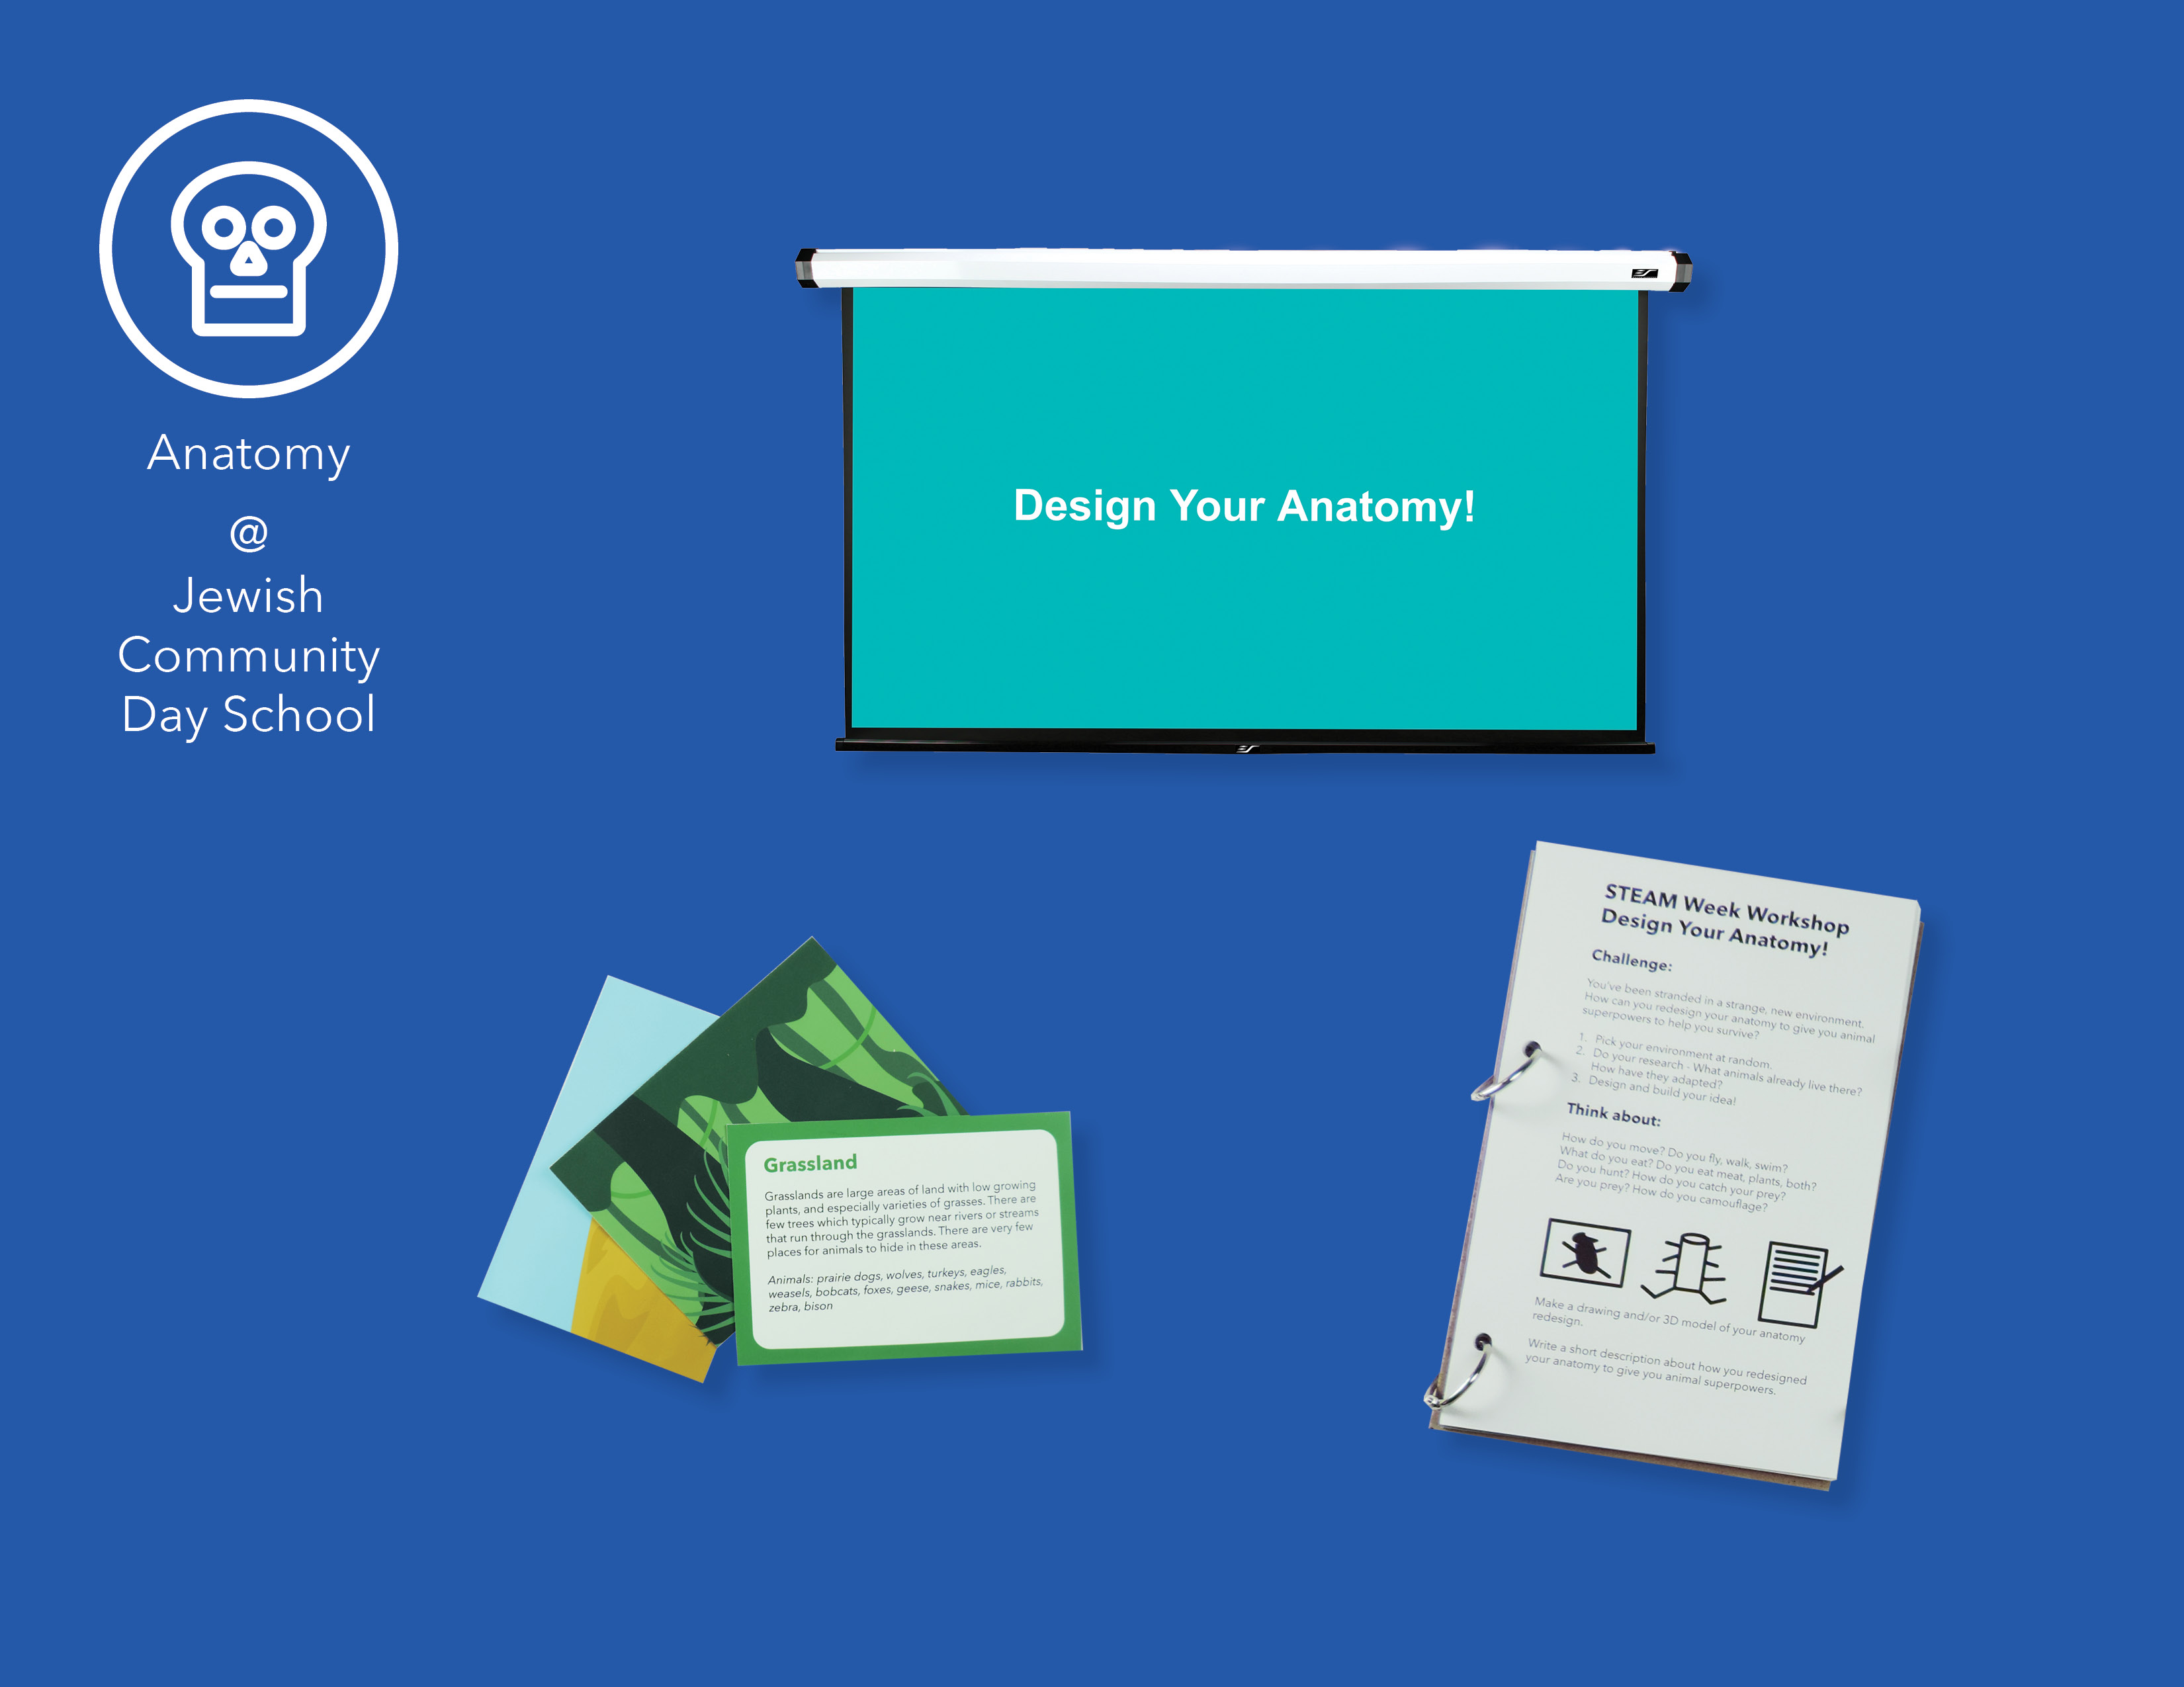 Anatomy
@
Jewish
Community
Day School
Design Your Anatomy!
Grassland
Grasslands are large areas of land with low growing
plants, and especially varieties of grasses. There are
few trees which typically grow near rivers or streams
that run through the grasslands. There are very few
places for animals to hide in these areas.
Animals: prairie dogs, wolves, turkeys, eagles,
weasels, bobcats, foxes, geese, snakes, mice, rabbits,
zebra, bison
STEAM Week Workshop
Design Your Anatomy!
Challenge:
You've been stranded in a strange, new environment.
How can you redesign your anatomy to give you animal
superpowers to help you survive?
1. Pick your environment at random.
2. Do your research - What animals already live there?
How have they adapted?
3. Design and build your idea!
Think about:
How do you move? Do you fly, walk, swim?
What do you eat? Do you eat meat, plants, both?
Do you hunt? How do you catch your prey?
Are you prey? How do you camouflage?
Make a drawing and/or 3D model of your anatomy
redesign.
Write a short description about how you redesigned
your anatomy to give you animal superpowers.